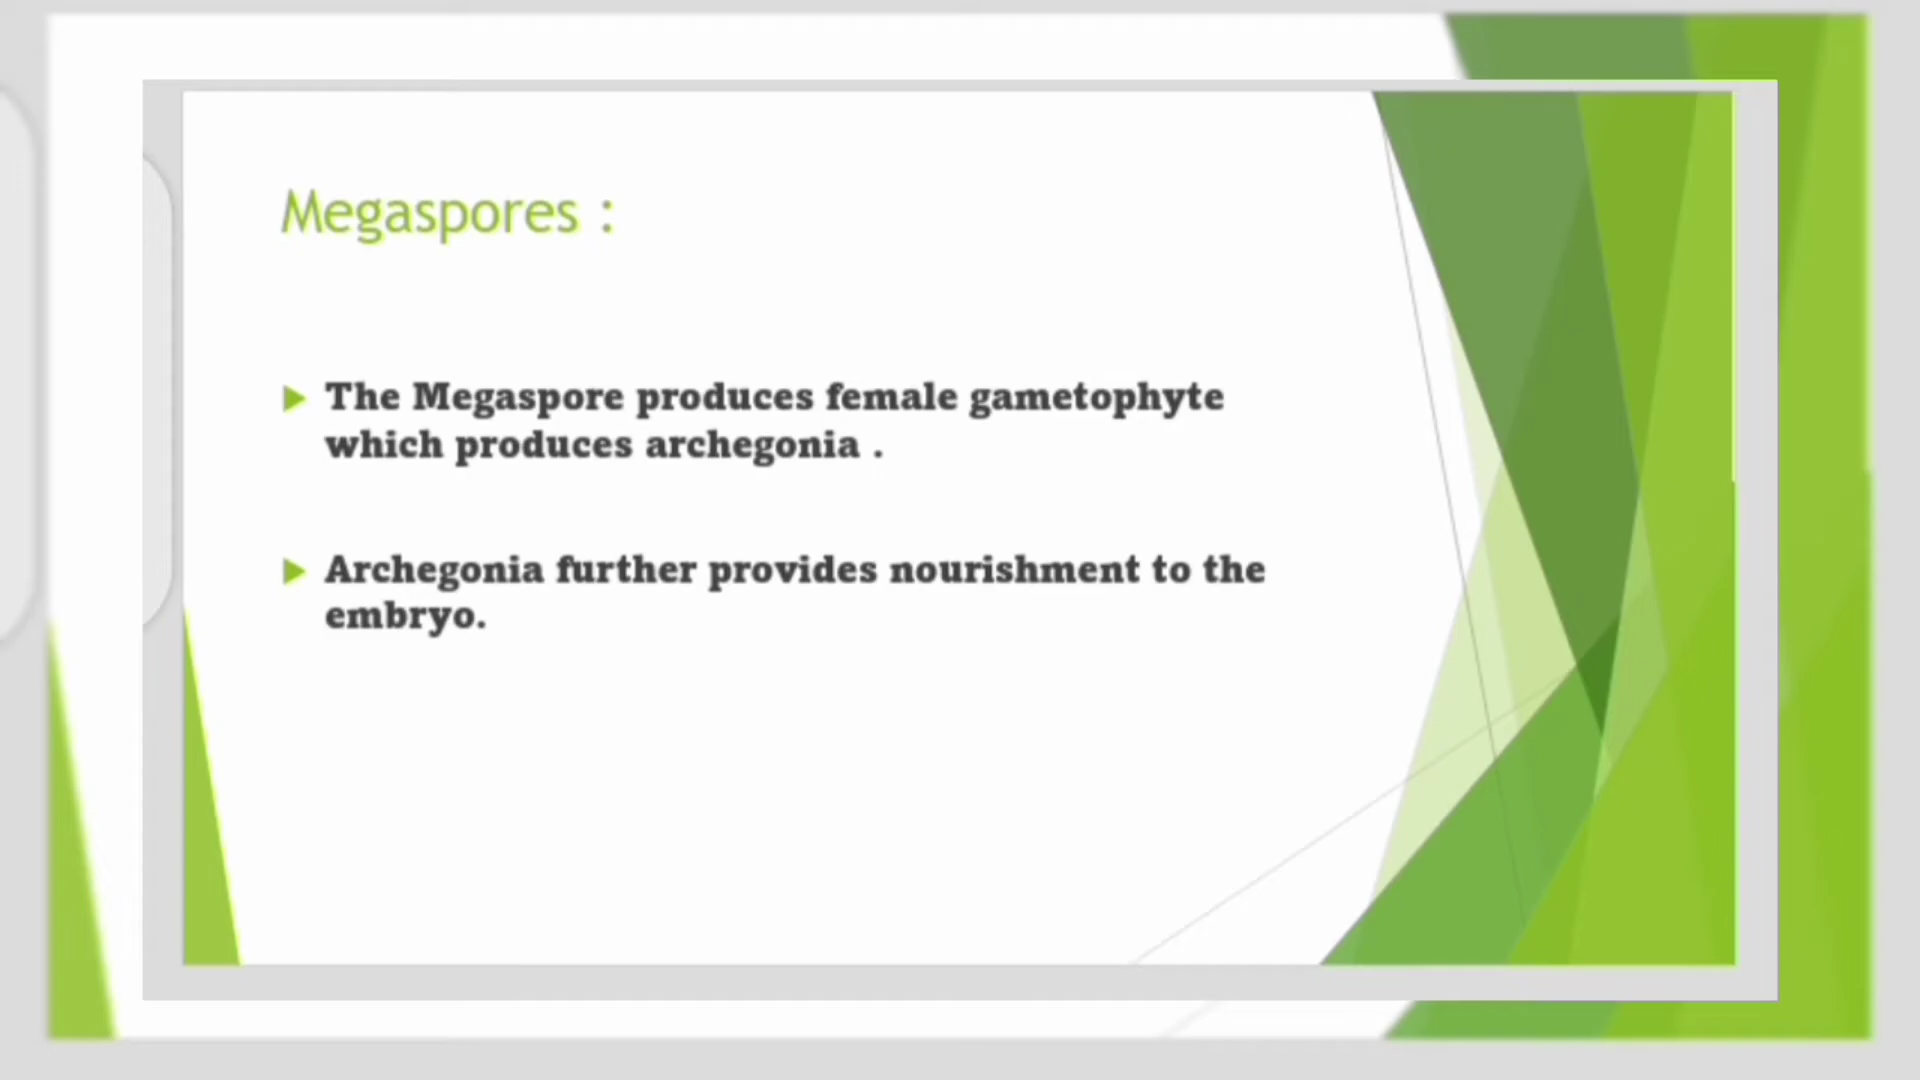 Megaspores :
The Megaspore produces female gametophyte
which produces archegonia .
Archegonia further provides nourishment to the
embryo.